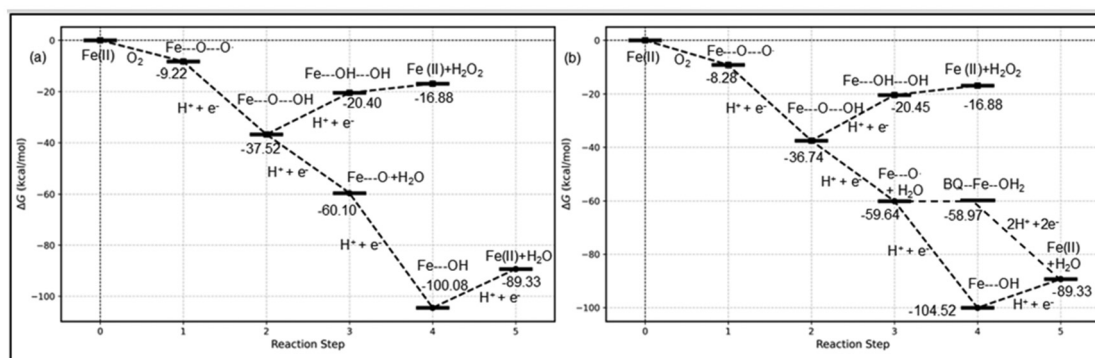 (a)
0
Fe(II)
O₂
Fe---O---O·
-9.22
H⁺ + e⁻
Fe---O---OH
-37.52
H⁺ + e⁻
Fe---OH---OH
-20.40
Fe (II)+H₂O₂
-16.88
H⁺ + e⁻
Fe---O+H₂O
-60.10
H⁺ + e⁻
Fe---OH
-100.08
H⁺ + e⁻
Fe(II)+H₂O
-89.33
ΔG (kcal/mol)
−20
−40
−60
−80
−100
0 1 2 3 4 5
Reaction Step
(b)
0
Fe(II)
O₂
Fe---O---O·
-8.28
H⁺ + e⁻
Fe---O---OH
-36.74
H⁺ + e⁻
Fe---OH---OH
-20.45
Fe (II)+H₂O₂
-16.88
H⁺ + e⁻
Fe---O·
+ H₂O
-59.64
BQ--Fe---OH₂
-58.97
2H⁺ +2e⁻
H⁺ + e⁻
Fe---OH
-104.52
H⁺ + e⁻
Fe(II)
+H₂O
-89.33
ΔG (kcal/mol)
−20
−40
−60
−80
−100
0 1 2 3 4 5
Reaction Step